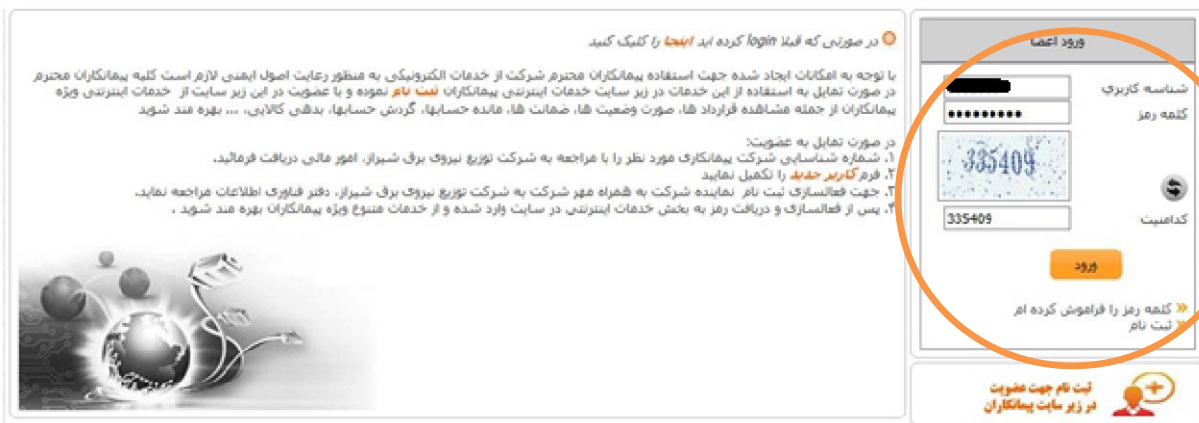 در صورتی که قبلا login کرده اید اینجا را کلیک کنید
با توجه به امکانات ایجاد شده جهت استفاده پیمانکاران محترم شرکت از خدمات الکترونیکی به منظور رعایت اصول ایمنی لازم است کلیه پیمانکاران محترم
در صورت تمایل به استفاده از این خدمات در زیر سایت خدمات اینترنتی پیمانکاران ثبت نام نموده و با عضویت در این زیر سایت از خدمات اینترنتی ویژه
پیمانکاران از جمله مشاهده قرارداد ها، صورت وضعیت ها، ضمانت ها، مانده حسابها، گردش حسابها، بدهی کالایی، ... بهره مند شوید
در صورت تمایل به عضویت:
۱. شماره شناسایی شرکت پیمانکاری مورد نظر را با مراجعه به شرکت توزیع نیروی برق شیراز، امور مالی دریافت فرمائید.
۲. فرم کاربر جدید را تکمیل نمایید
۳. جهت فعالسازی ثبت نام نماینده شرکت به همراه مهر شرکت به شرکت توزیع نیروی برق شیراز، دفتر فناوری اطلاعات مراجعه نماید.
۴. پس از فعالسازی و دریافت رمز به بخش خدمات اینترنتی در سایت وارد شده و از خدمات متنوع ویژه پیمانکاران بهره مند شوید .
ورود اعضا
شناسه کاربری
کلمه رمز
335409
کدامنیت
335409
ورود
کلمه رمز را فراموش کرده ام
ثبت نام
ثبت نام جهت عضویت
در زیر سایت پیمانکاران